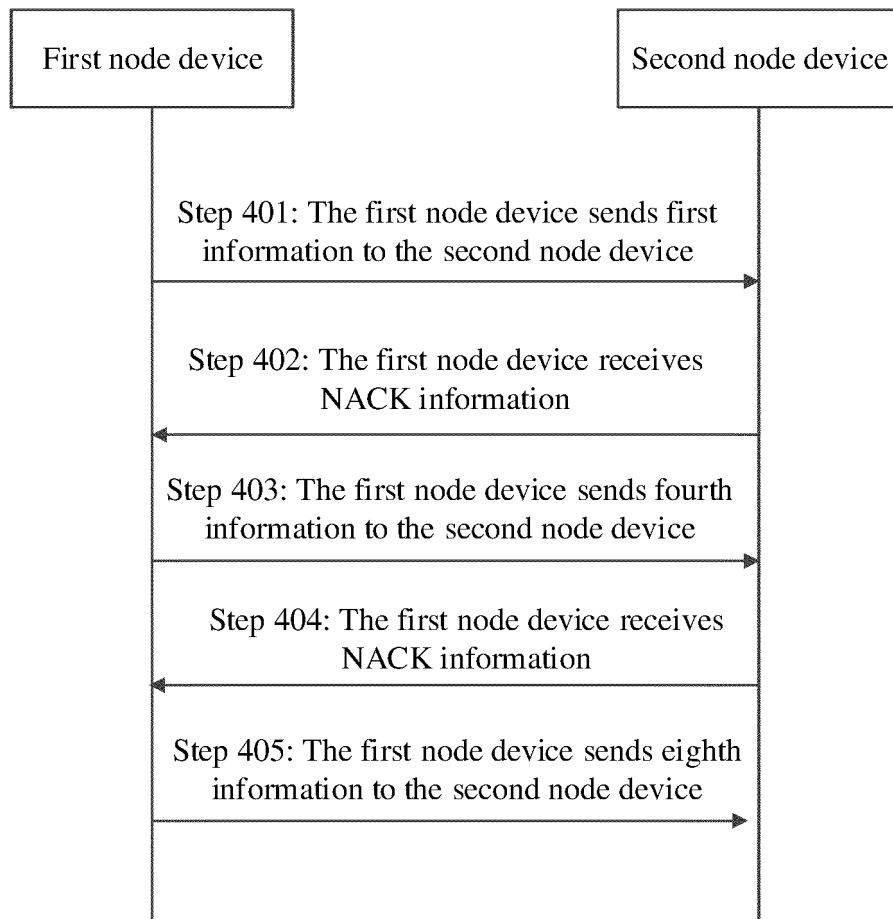 First node device
Second node device
Step 401: The first node device sends first
information to the second node device
Step 402: The first node device receives
NACK information
Step 403: The first node device sends fourth
information to the second node device
Step 404: The first node device receives
NACK information
Step 405: The first node device sends eighth
information to the second node device